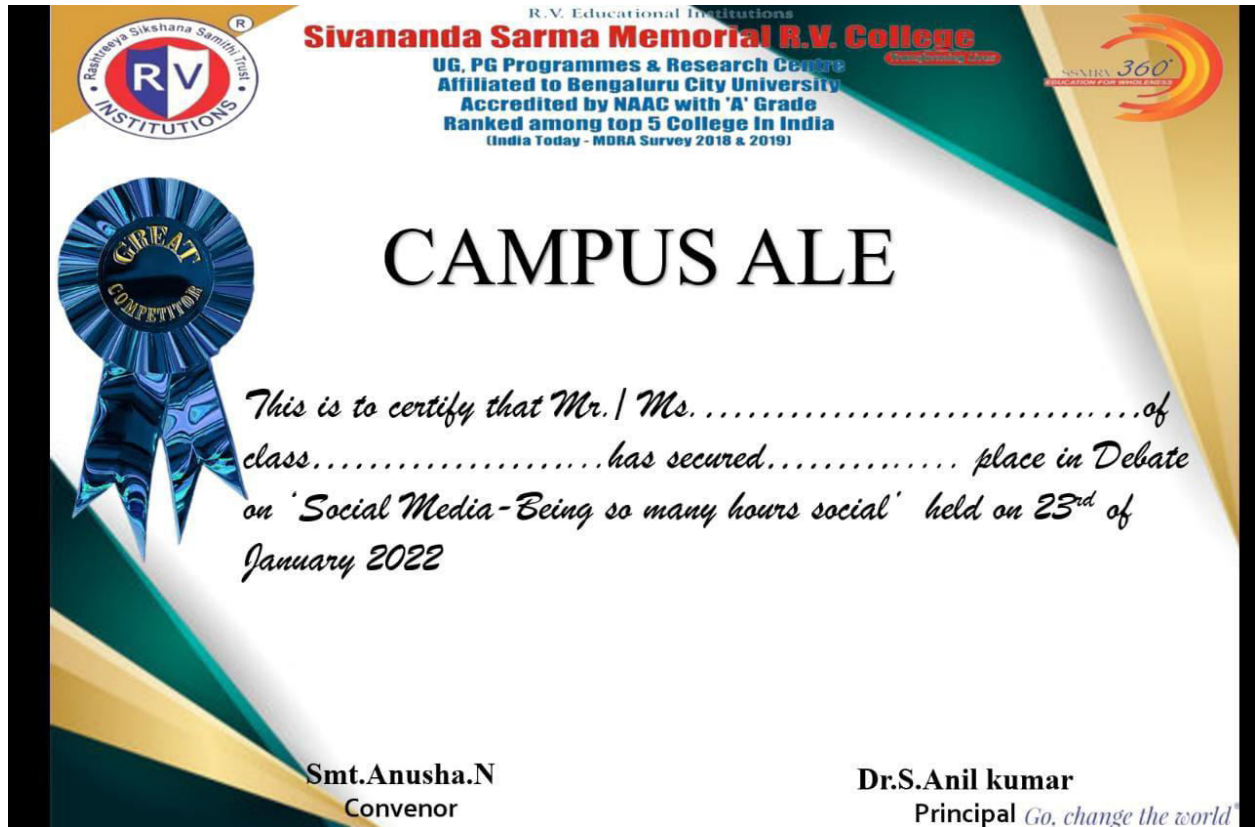 Rashtreeya Sikshana Samithi Trust
R V
INSTITUTIONS
®
R.V. Educational Institutions
Sivananda Sarma Memorial R.V. College
Transforming Lives
UG, PG Programmes & Research Centre
Affiliated to Bengaluru City University
Accredited by NAAC with 'A' Grade
Ranked among top 5 College In India
(India Today - MDRA Survey 2018 & 2019)
SSMRV 360°
EDUCATION FOR WHOLENESS
GREAT
COMPETITOR
CAMPUS ALE
This is to certify that Mr. / Ms. .................................of
class......................has secured.............. place in Debate
on 'Social Media-Being so many hours social' held on 23rd of
January 2022
Smt.Anusha.N
Convenor
Dr.S.Anil kumar
Principal
Go, change the world®